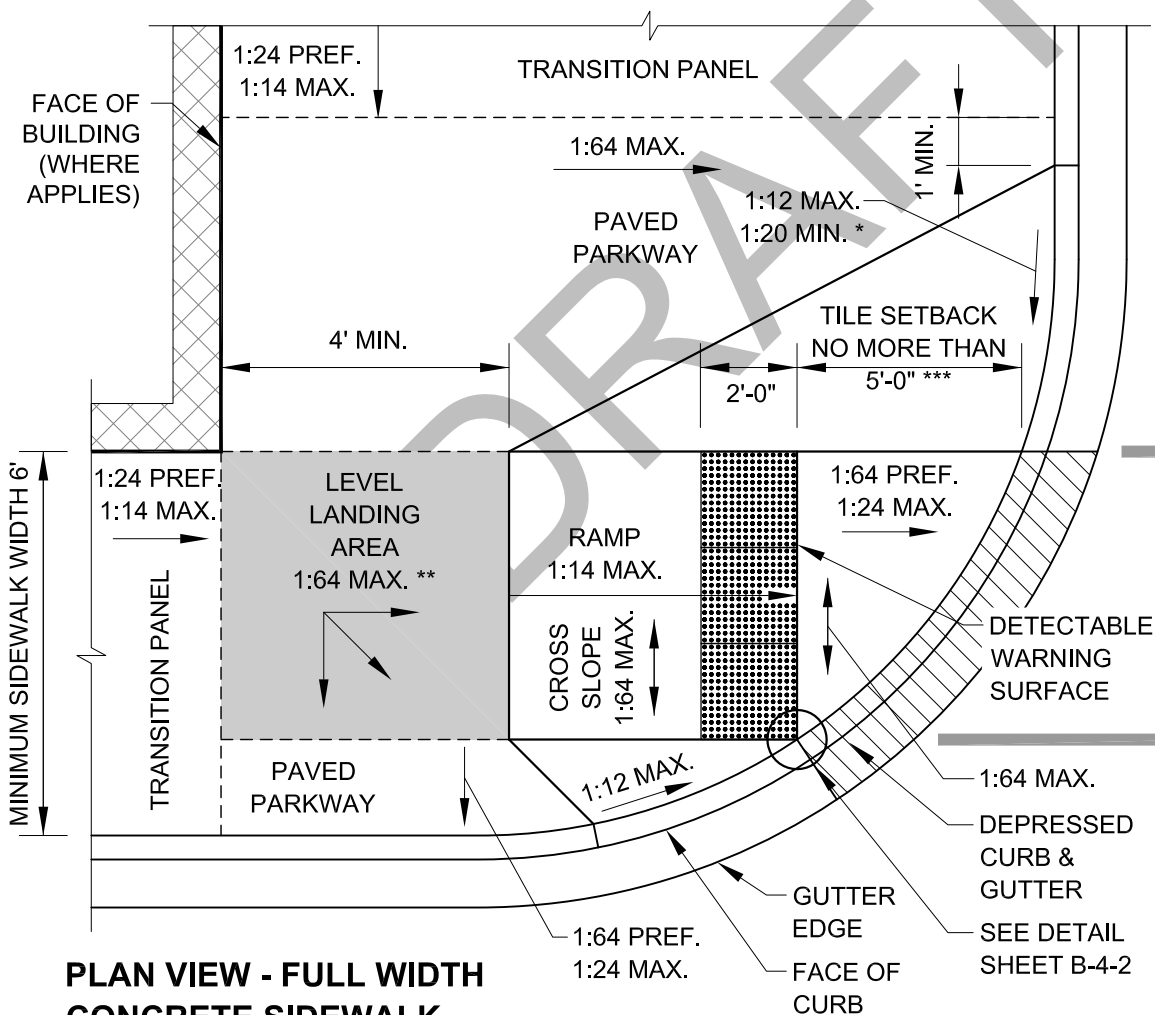 DRAFT
1:24 PREF.
1:14 MAX.
TRANSITION PANEL
FACE OF
BUILDING
(WHERE
APPLIES)
1:64 MAX.
1' MIN.
1:12 MAX.
1:20 MIN. *
PAVED
PARKWAY
TILE SETBACK
NO MORE THAN
5'-0" ***
4' MIN.
2'-0"
MINIMUM SIDEWALK WIDTH 6'
1:24 PREF.
1:14 MAX.
TRANSITION PANEL
LEVEL
LANDING
AREA
1:64 MAX. **
RAMP
1:14 MAX.
CROSS
SLOPE
1:64 MAX.
1:64 PREF.
1:24 MAX.
DETECTABLE
WARNING
SURFACE
PAVED
PARKWAY
1:12 MAX.
1:64 MAX.
DEPRESSED
CURB &
GUTTER
GUTTER
EDGE
SEE DETAIL
SHEET B-4-2
1:64 PREF.
1:24 MAX.
FACE OF
CURB
PLAN VIEW - FULL WIDTH
CONCRETE SIDEWALK